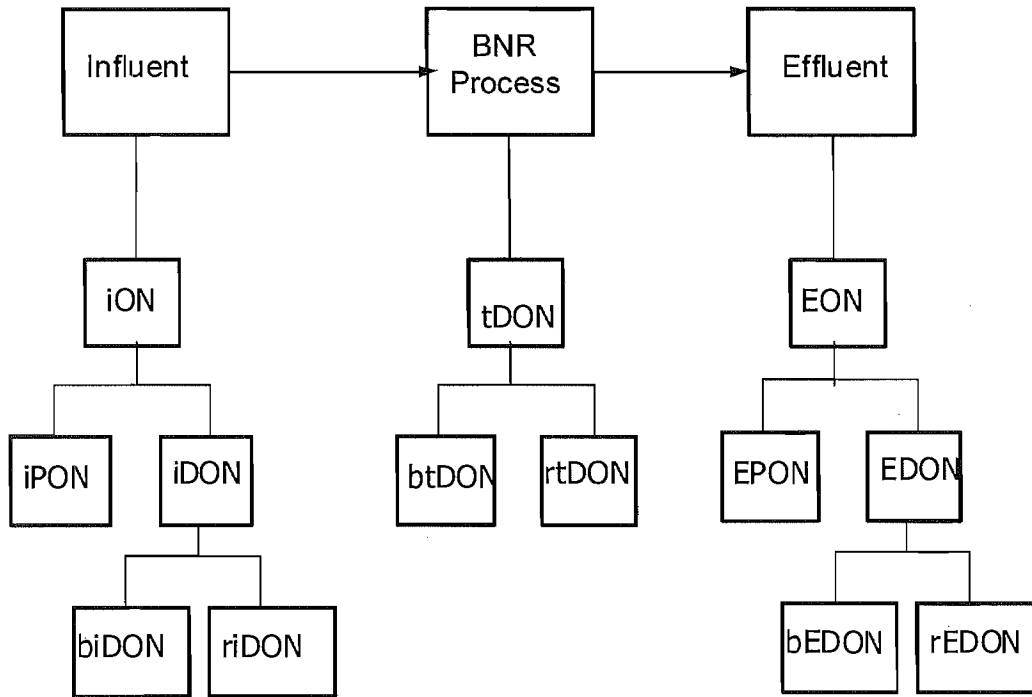 Influent
BNR
Process
Effluent
iON
tDON
EON
iPON
iDON
btDON
rtDON
EPON
EDON
biDON
riDON
bEDON
rEDON